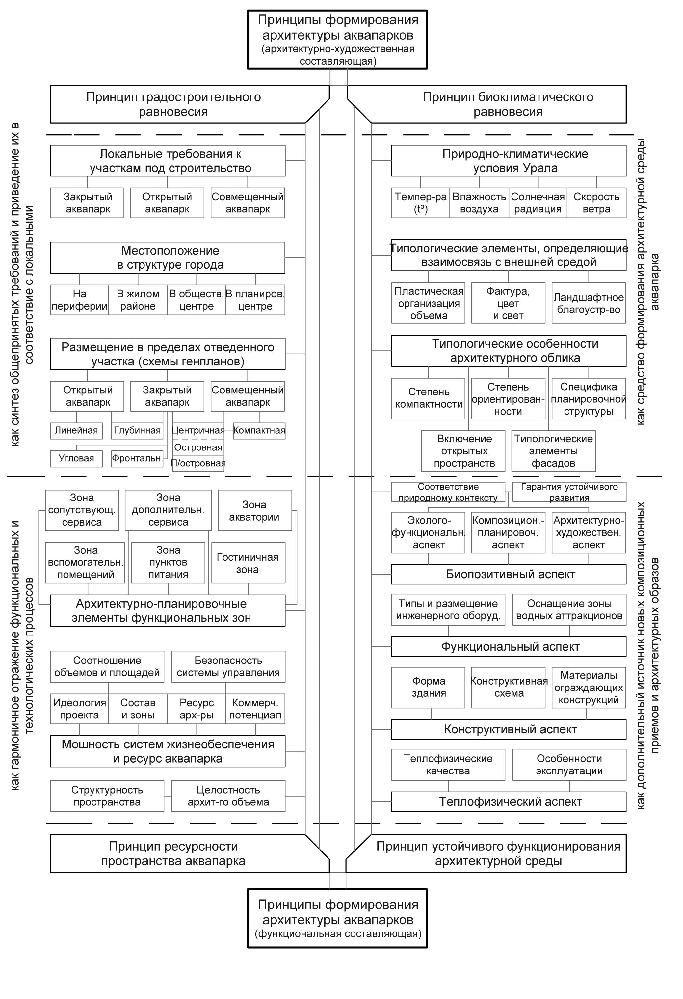 Принципы формирования
архитектуры аквапарков
(архитектурно-художественная
составляющая)
Принцип градостроительного
равновесия
Принцип биоклиматического
равновесия
как синтез общепринятых требований и приведение их в
соответствие с локальными
Локальные требования к
участкам под строительство
Закрытый
аквапарк
Открытый
аквапарк
Совмещенный
аквапарк
Местоположение
в структуре города
На
периферии
В жилом
районе
В обществ.
центре
В планиров.
центре
Размещение в пределах отведенного
участка (схемы генпланов)
Открытый
аквапарк
Закрытый
аквапарк
Совмещенный
аквапарк
Линейная
Глубинная
Центричная
Компактная
Островная
Угловая
Фронтальн.
П/островная
Природно-климатические
условия Урала
Темпер-ра
(tº)
Влажность
воздуха
Солнечная
радиация
Скорость
ветра
Типологические элементы, определяющие
взаимосвязь с внешней средой
Пластическая
организация
объема
Фактура,
цвет
и свет
Ландшафтное
благоустр-во
Типологические особенности
архитектурного облика
Степень
компактности
Степень
ориентирован-
ности
Специфика
планировочной
структуры
Включение
открытых
пространств
Типологические
элементы
фасадов
как средство формирования архитектурной среды
аквапарка
как гармоничное отражение функциональных и
технологических процессов
Зона
сопутствующ.
сервиса
Зона
дополнительн.
сервиса
Зона
акватории
Зона
вспомогательн.
помещений
Зона
пунктов
питания
Гостиничная
зона
Архитектурно-планировочные
элементы функциональных зон
Соотношение
объемов и площадей
Безопасность
системы управления
Идеология
проекта
Состав
и зоны
Ресурс
арх-ры
Коммерч.
потенциал
Мошность систем жизнеобеспечения
и ресурс аквапарка
Структурность
пространства
Целостность
архит-го объема
Соответствие
природному контексту
Гарантия устойчивого
развития
Эколого-
функциональн.
аспект
Композицион.-
планировоч.
аспект
Архитектурно-
художествен.
аспект
Биопозитивный аспект
Типы и размещение
инженерного оборуд.
Оснащение зоны
водных аттракционов
Функциональный аспект
Форма
здания
Конструктивная
схема
Материалы
ограждающих
конструкций
Конструктивный аспект
Теплофизические
качества
Особенности
эксплуатации
Теплофизический аспект
как дополнительный источник новых композиционных
приемов и архитектурных образов
Принцип ресурсности
пространства аквапарка
Принцип устойчивого функционирования
архитектурной среды
Принципы формирования
архитектуры аквапарков
(функциональная составляющая)